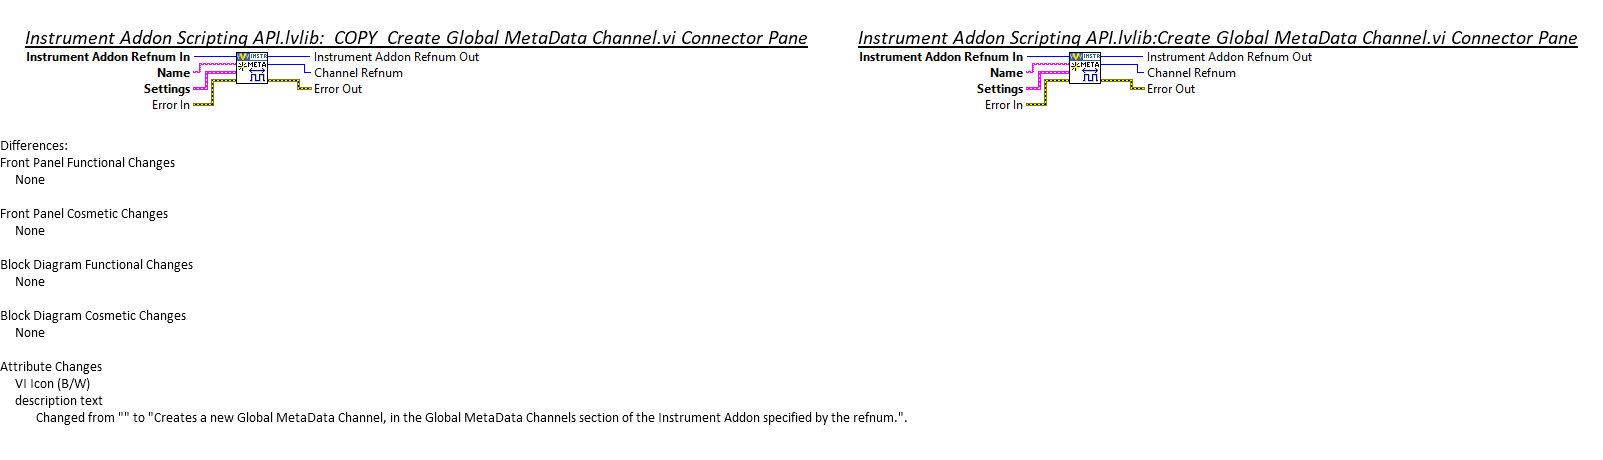 Instrument Addon Scripting API.lvlib:_COPY_Create Global MetaData Channel.vi Connector Pane
Instrument Addon Refnum In
Name
Settings
Error In
INSTR
META
Instrument Addon Refnum Out
Channel Refnum
Error Out
Instrument Addon Scripting API.lvlib:Create Global MetaData Channel.vi Connector Pane
Instrument Addon Refnum In
Name
Settings
Error In
INSTR
META
Instrument Addon Refnum Out
Channel Refnum
Error Out
Differences:
Front Panel Functional Changes
None
Front Panel Cosmetic Changes
None
Block Diagram Functional Changes
None
Block Diagram Cosmetic Changes
None
Attribute Changes
VI Icon (B/W)
description text
Changed from "" to "Creates a new Global MetaData Channel, in the Global MetaData Channels section of the Instrument Addon specified by the refnum.".